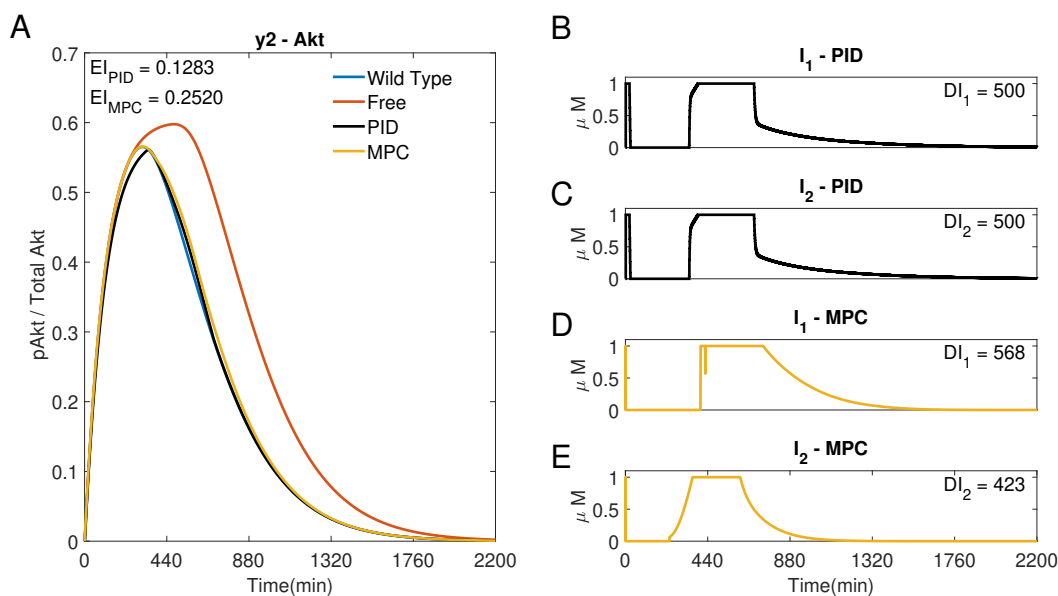 A
y2 - Akt
EI_PID = 0.1283
EI_MPC = 0.2520
Wild Type
Free
PID
MPC
0.7
0.6
0.5
0.4
0.3
0.2
0.1
0
pAkt / Total Akt
0 440 880 1320 1760 2200
Time(min)
B
I_1 - PID
DI_1 = 500
1
0.5
0
μ M
C
I_2 - PID
DI_2 = 500
1
0.5
0
μ M
D
I_1 - MPC
DI_1 = 568
1
0.5
0
μ M
E
I_2 - MPC
DI_2 = 423
1
0.5
0
μ M
0 440 880 1320 1760 2200
Time(min)